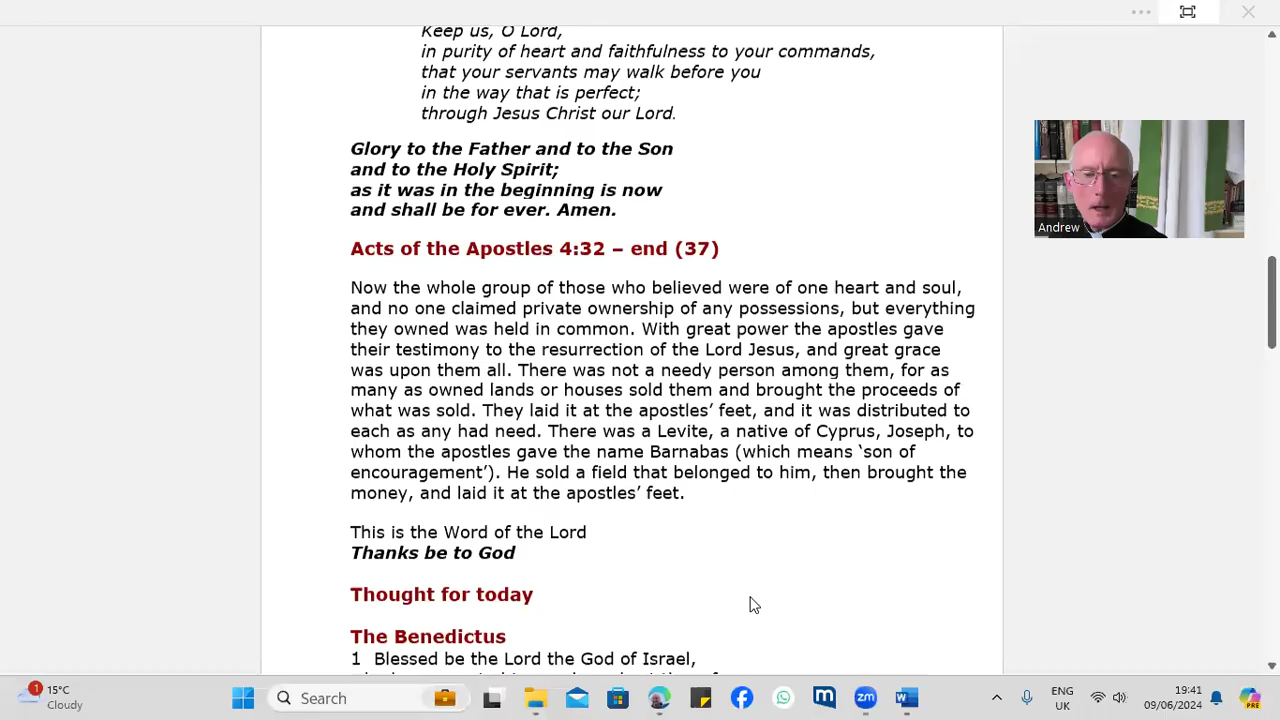 Keep us, O Lord,
in purity of heart and faithfulness to your commands,
that your servants may walk before you
in the way that is perfect;
through Jesus Christ our Lord.
Glory to the Father and to the Son
and to the Holy Spirit;
as it was in the beginning is now
and shall be for ever. Amen.
Andrew
Acts of the Apostles 4:32 – end (37)
Now the whole group of those who believed were of one heart and soul,
and no one claimed private ownership of any possessions, but everything
they owned was held in common. With great power the apostles gave
their testimony to the resurrection of the Lord Jesus, and great grace
was upon them all. There was not a needy person among them, for as
many as owned lands or houses sold them and brought the proceeds of
what was sold. They laid it at the apostles’ feet, and it was distributed to
each as any had need. There was a Levite, a native of Cyprus, Joseph, to
whom the apostles gave the name Barnabas (which means ‘son of
encouragement’). He sold a field that belonged to him, then brought the
money, and laid it at the apostles’ feet.
This is the Word of the Lord
Thanks be to God
Thought for today
The Benedictus
1 Blessed be the Lord the God of Israel,
1
15°C
Cloudy
Search
zm
W
ENG
UK
19:41
09/06/2024
PRE